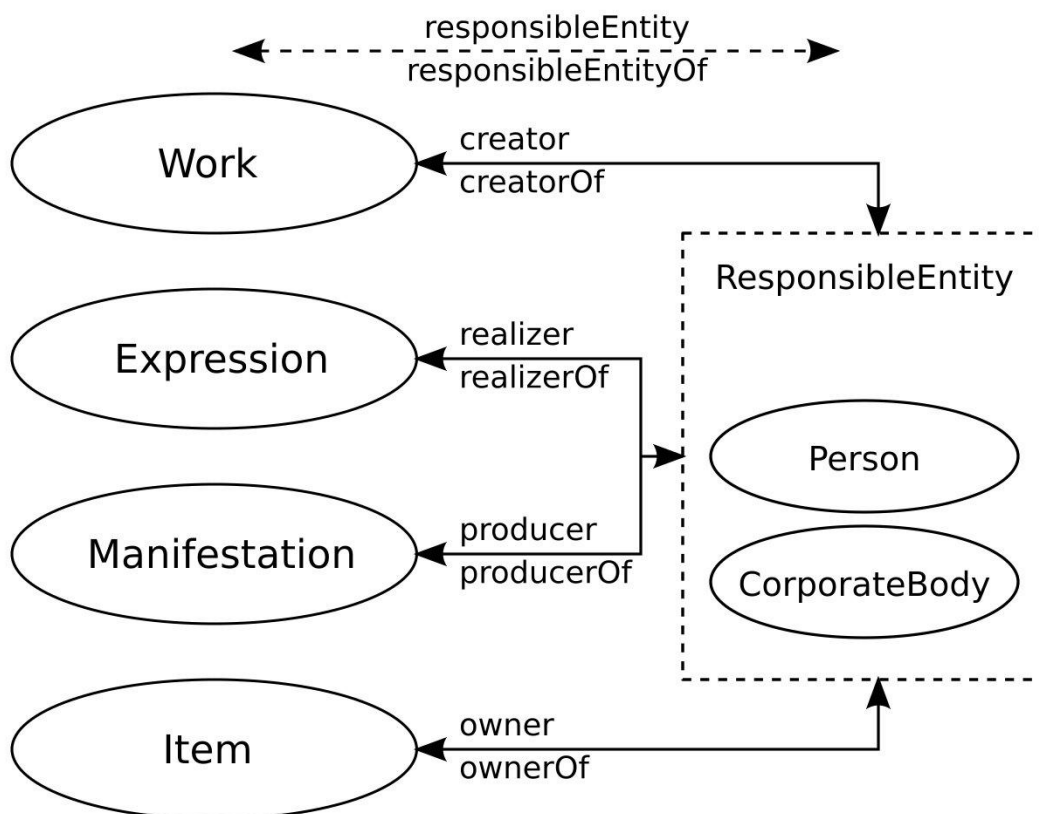 responsibleEntity
responsibleEntityOf
Work
creator
creatorOf
ResponsibleEntity
Expression
realizer
realizerOf
Person
Manifestation
producer
producerOf
CorporateBody
Item
owner
ownerOf